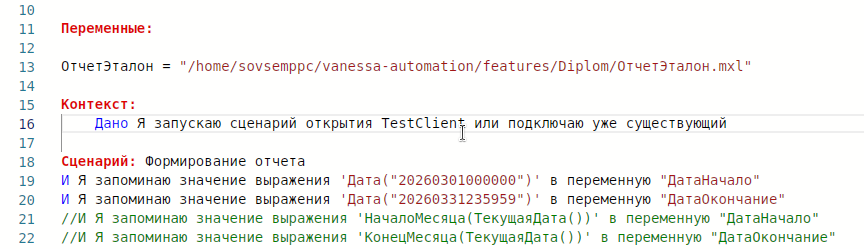 10
11 Переменные:
12
13 ОтчетЭталон = "/home/sovsemppc/vanessa-automation/features/Diplom/ОтчетЭталон.mxl"
14
15 Контекст:
16 Дано Я запускаю сценарий открытия TestClient или подключаю уже существующий
17
18 Сценарий: Формирование отчета
19 И Я запоминаю значение выражения 'Дата("20260301000000")' в переменную "ДатаНачало"
20 И Я запоминаю значение выражения 'Дата("20260331235959")' в переменную "ДатаОкончание"
21 //И Я запоминаю значение выражения 'НачалоМесяца(ТекущаяДата())' в переменную "ДатаНачало"
22 //И Я запоминаю значение выражения 'КонецМесяца(ТекущаяДата())' в переменную "ДатаОкончание"